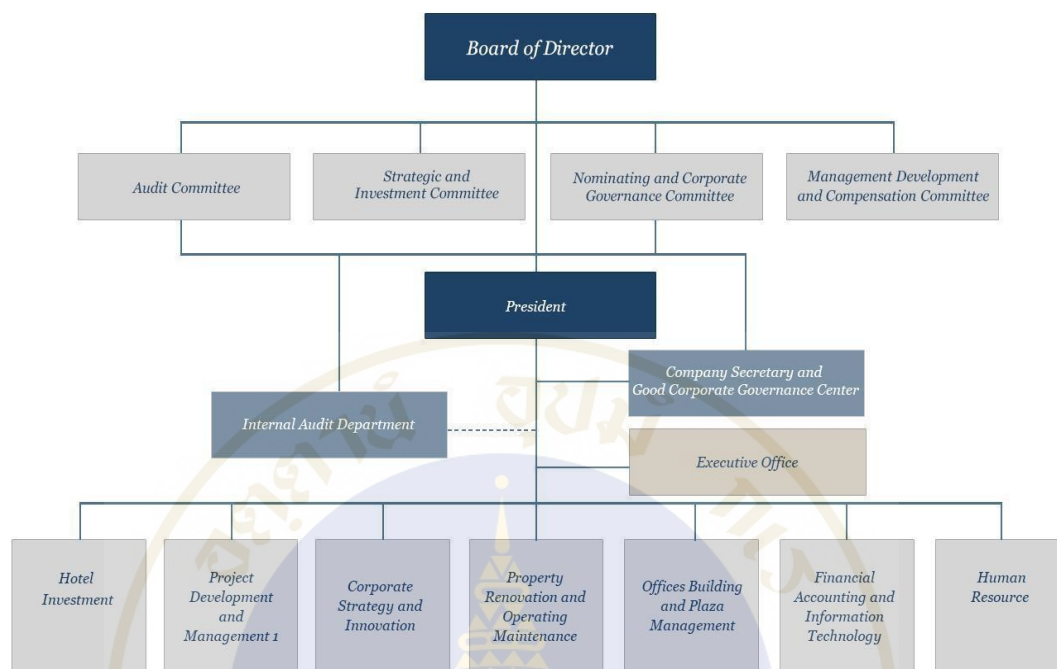 Board of Director
Audit Committee
Strategic and
Investment Committee
Nominating and Corporate
Governance Committee
Management Development
and Compensation Committee
President
Company Secretary and
Good Corporate Governance Center
Internal Audit Department
Executive Office
Hotel
Investment
Project
Development
and
Management 1
Corporate
Strategy and
Innovation
Property
Renovation and
Operating
Maintenance
Offices Building
and Plaza
Management
Financial
Accounting and
Information
Technology
Human
Resource